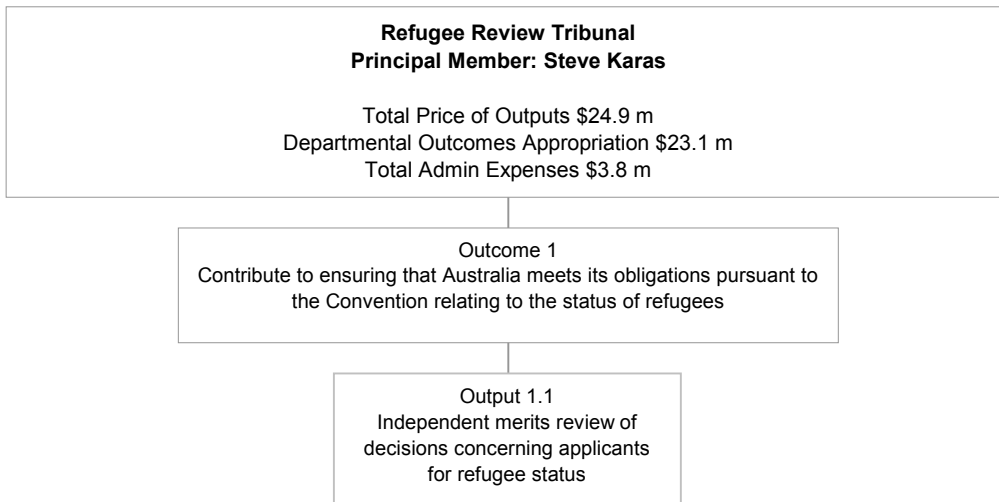 Refugee Review Tribunal
Principal Member: Steve Karas
Total Price of Outputs $24.9 m
Departmental Outcomes Appropriation $23.1 m
Total Admin Expenses $3.8 m
Outcome 1
Contribute to ensuring that Australia meets its obligations pursuant to
the Convention relating to the status of refugees
Output 1.1
Independent merits review of
decisions concerning applicants
for refugee status